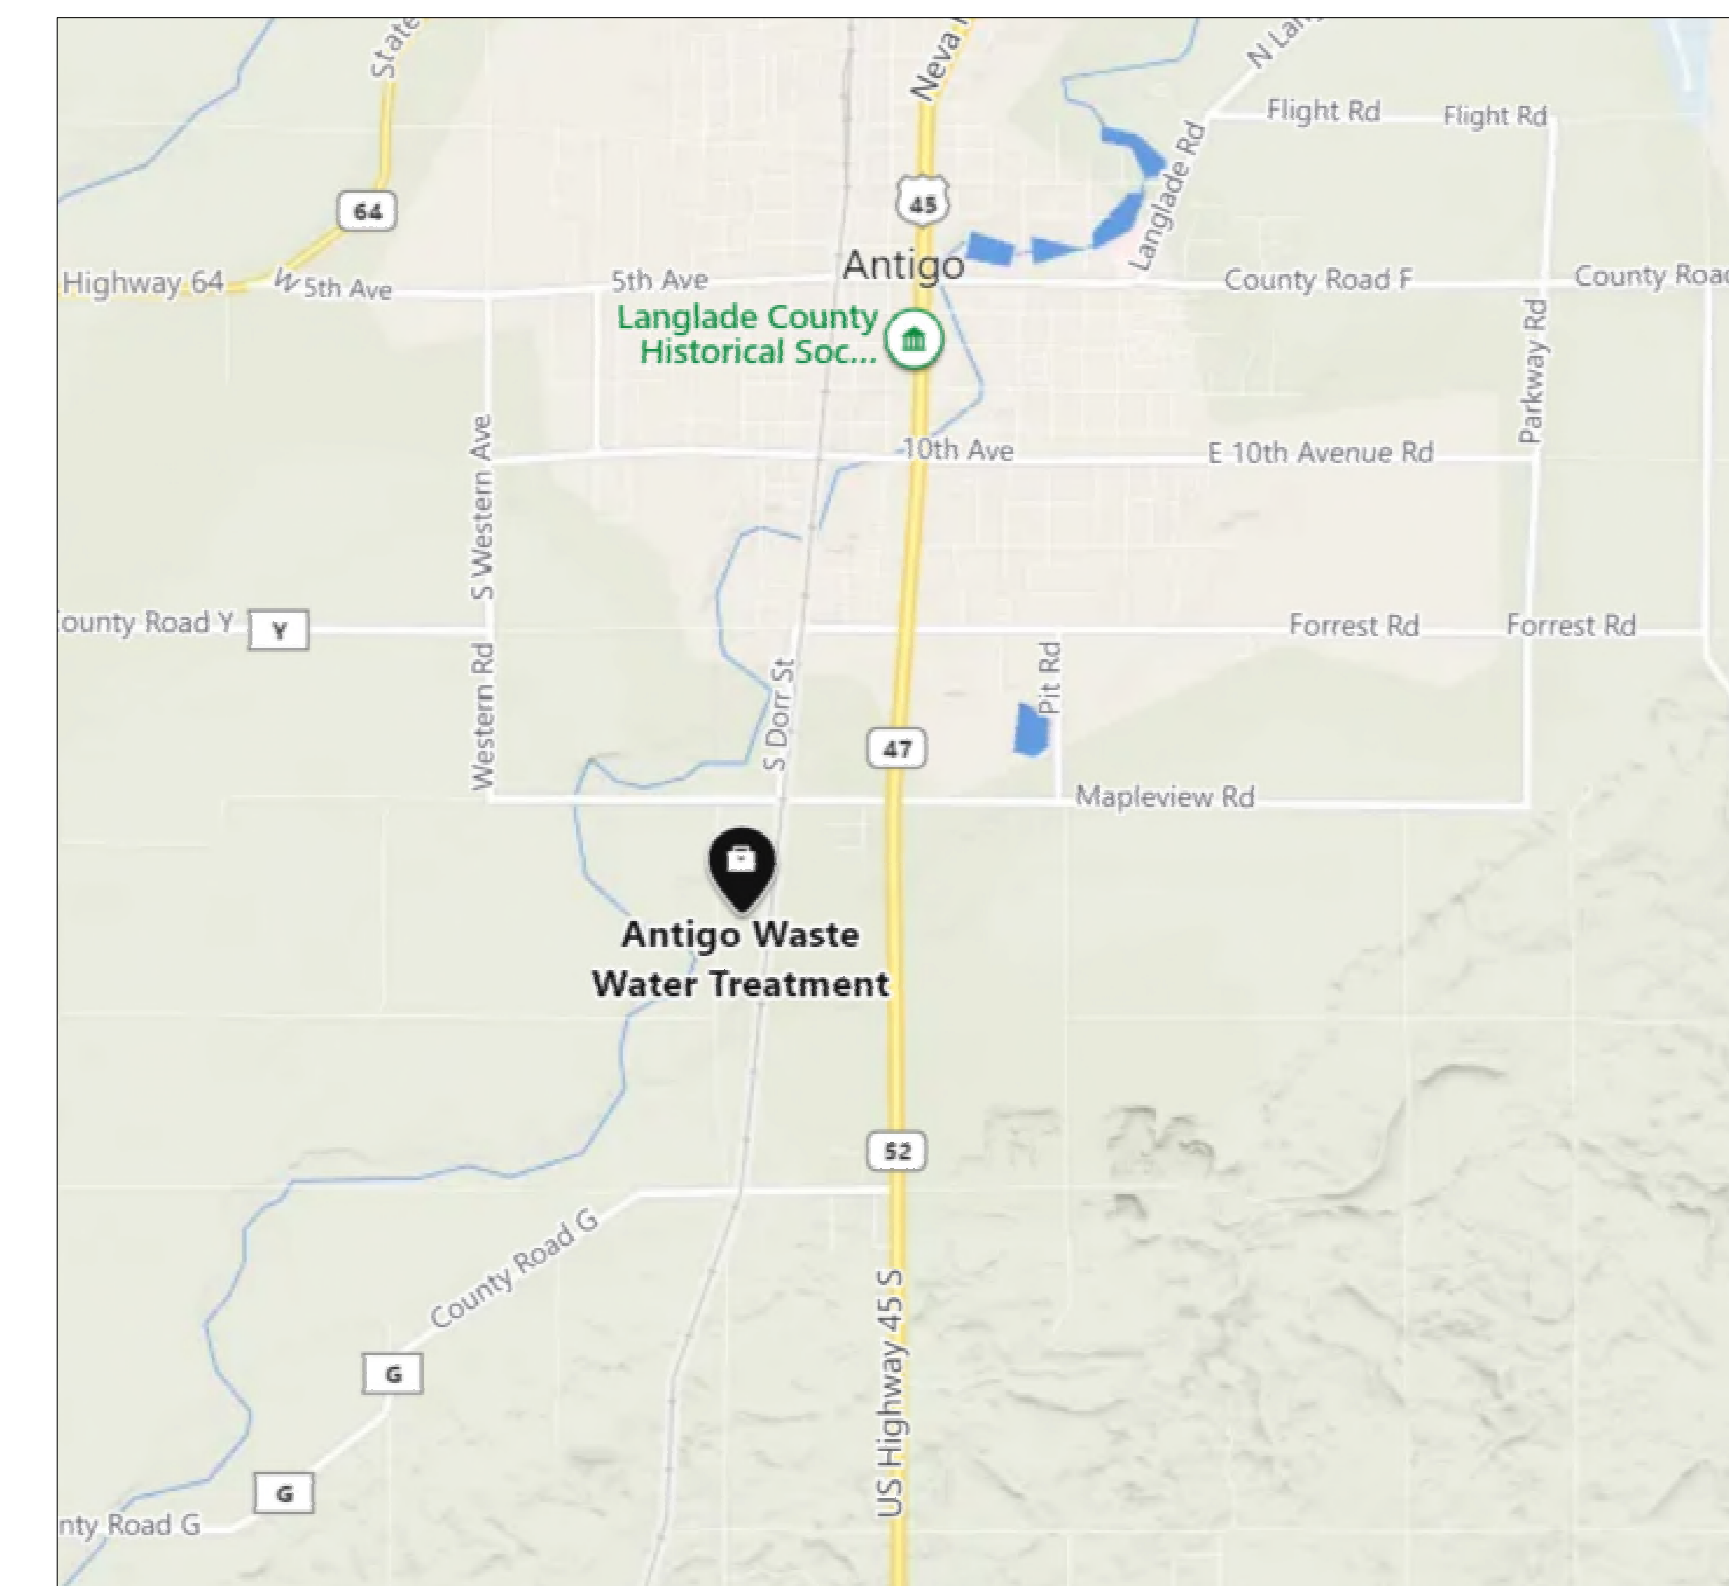 State
Neva
N Lan
Flight Rd
Flight Rd
Langlade Rd
64
45
Antigo
Highway 64
W 5th Ave
5th Ave
County Road F
County Roa
Langlade County
Historical Soc...
Parkway Rd
S Western Ave
10th Ave
E 10th Avenue Rd
ounty Road Y
Y
Forrest Rd
Forrest Rd
Western Rd
S Dorr St
Pit Rd
47
Mapleview Rd
Antigo Waste
Water Treatment
52
County Road G
US Highway 45 S
G
G
nty Road G